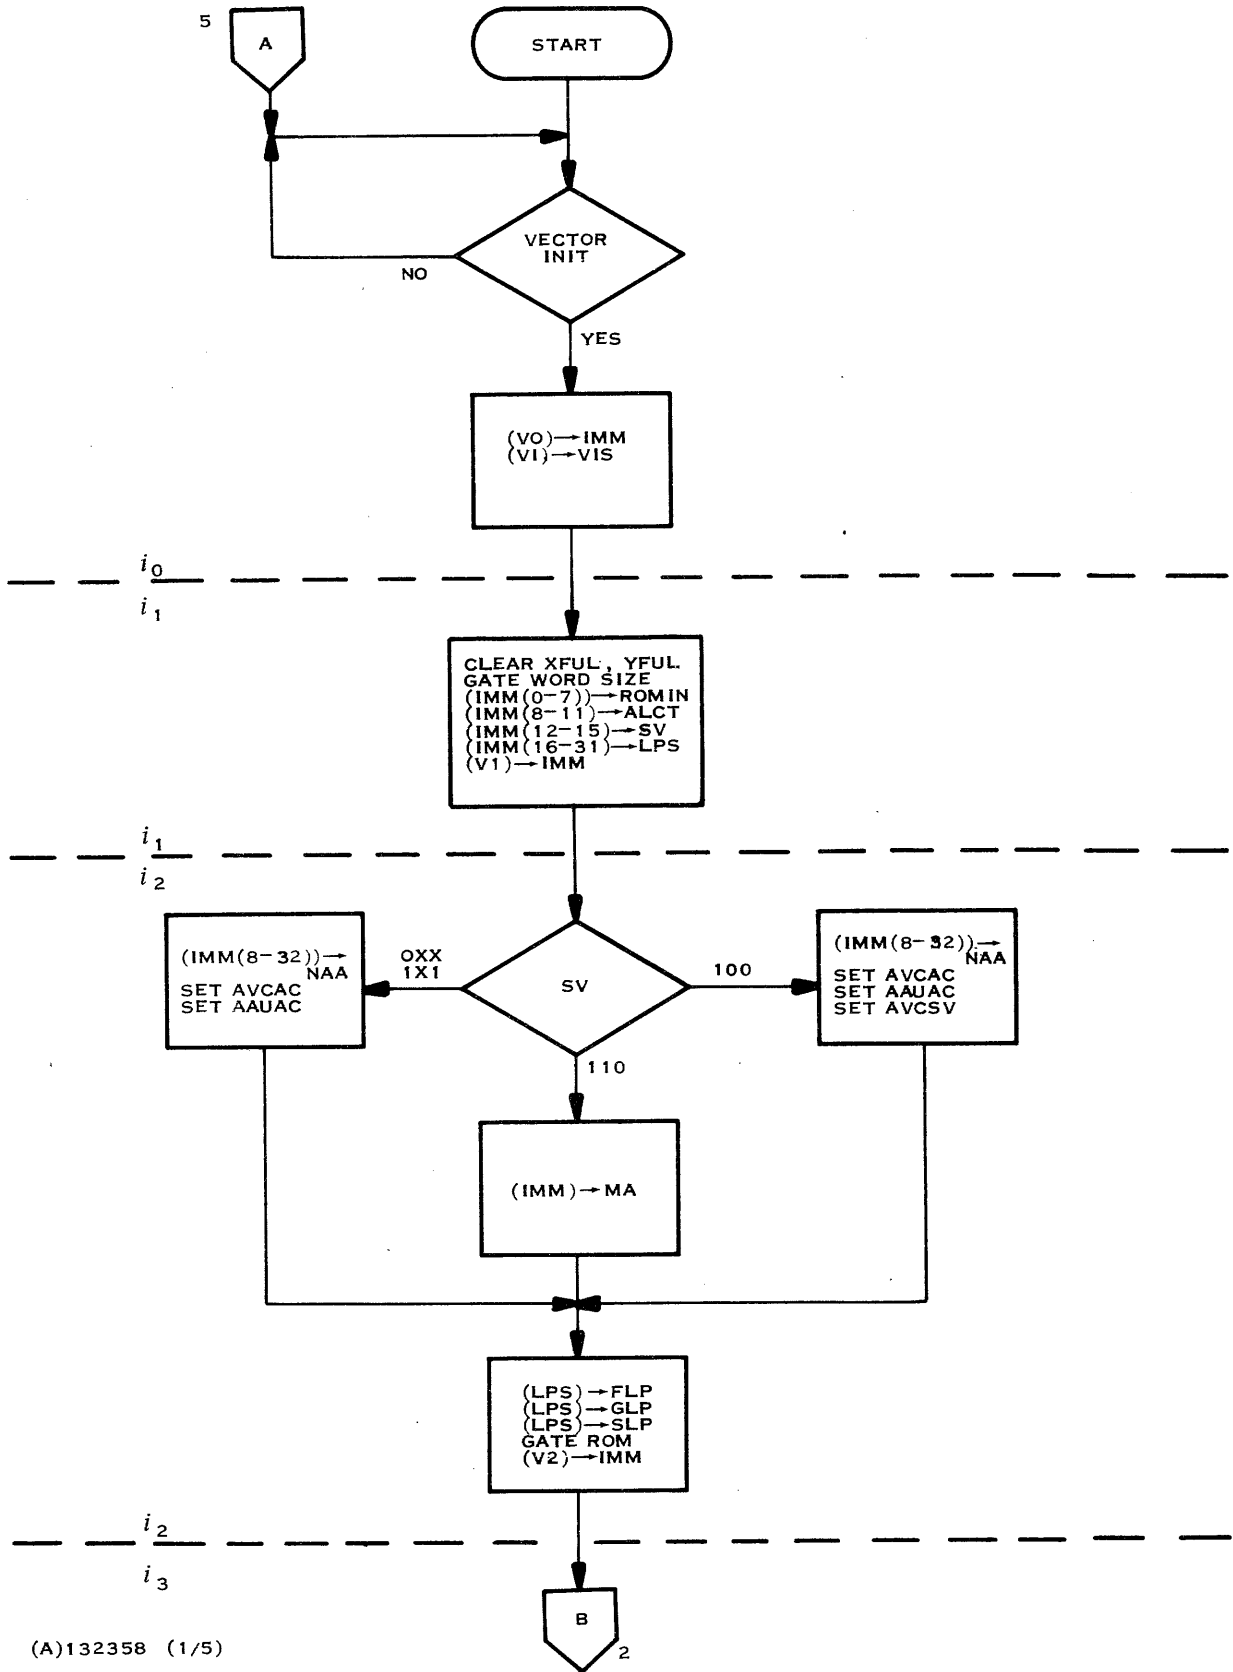 5
A
START
VECTOR
INIT
NO
YES
(VO)→IMM
(VI)→VIS
i0
i1
CLEAR XFUL, YFUL.
GATE WORD SIZE
(IMM(0-7))→ROMIN
(IMM(8-11)→ALCT
(IMM(12-15)→SV
(IMM(16-31)→LPS
(V1)→IMM
i1
i2
(IMM(8-32))→
NAA
SET AVCAC
SET AAUAC
0XX
1X1
SV
100
(IMM(8-32))→
NAA
SET AVCAC
SET AAUAC
SET AVCSV
110
(IMM)→MA
(LPS)→FLP
(LPS)→GLP
(LPS)→SLP
GATE ROM
(V2)→IMM
i2
i3
B
2
(A)132358 (1/5)